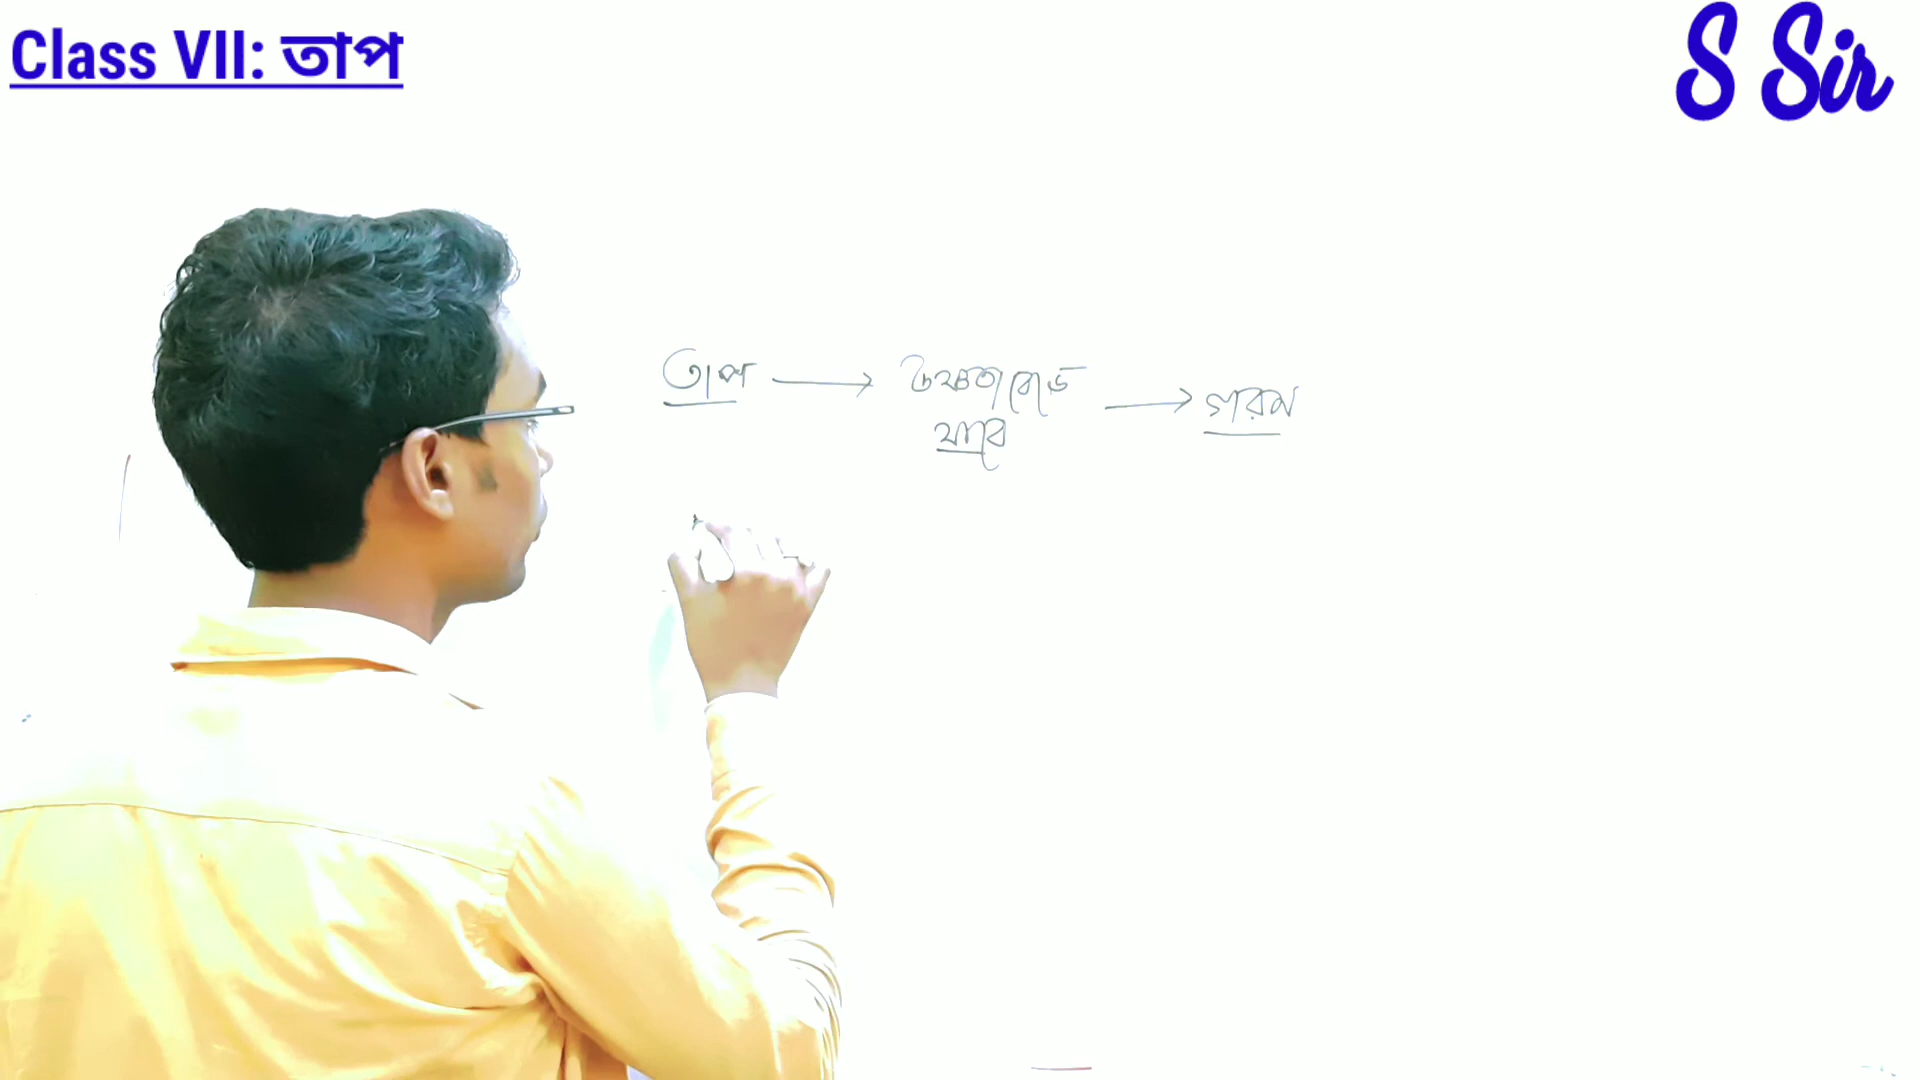 Class VII: তাপ
S Sir
তাপ → উষ্ণতা বেড়ে → গরম
যাবে